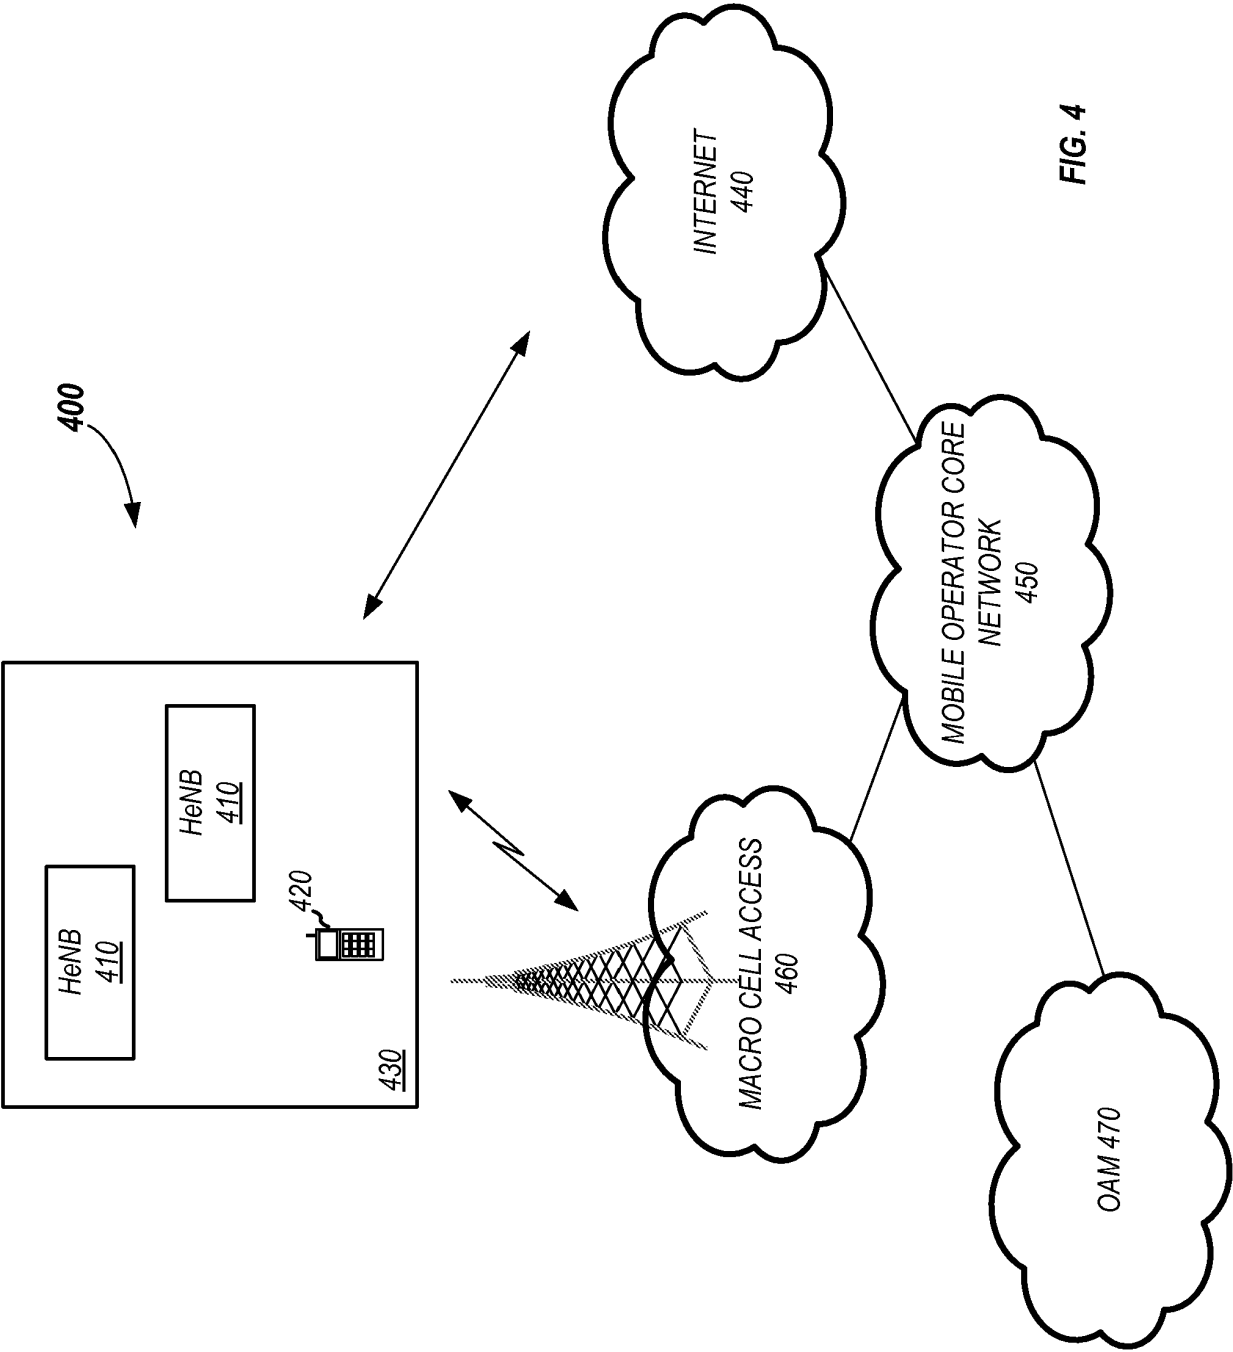 400
HeNB
410
HeNB
410
420
430
INTERNET
440
MACRO CELL ACCESS
460
MOBILE OPERATOR CORE
NETWORK
450
OAM 470
FIG. 4